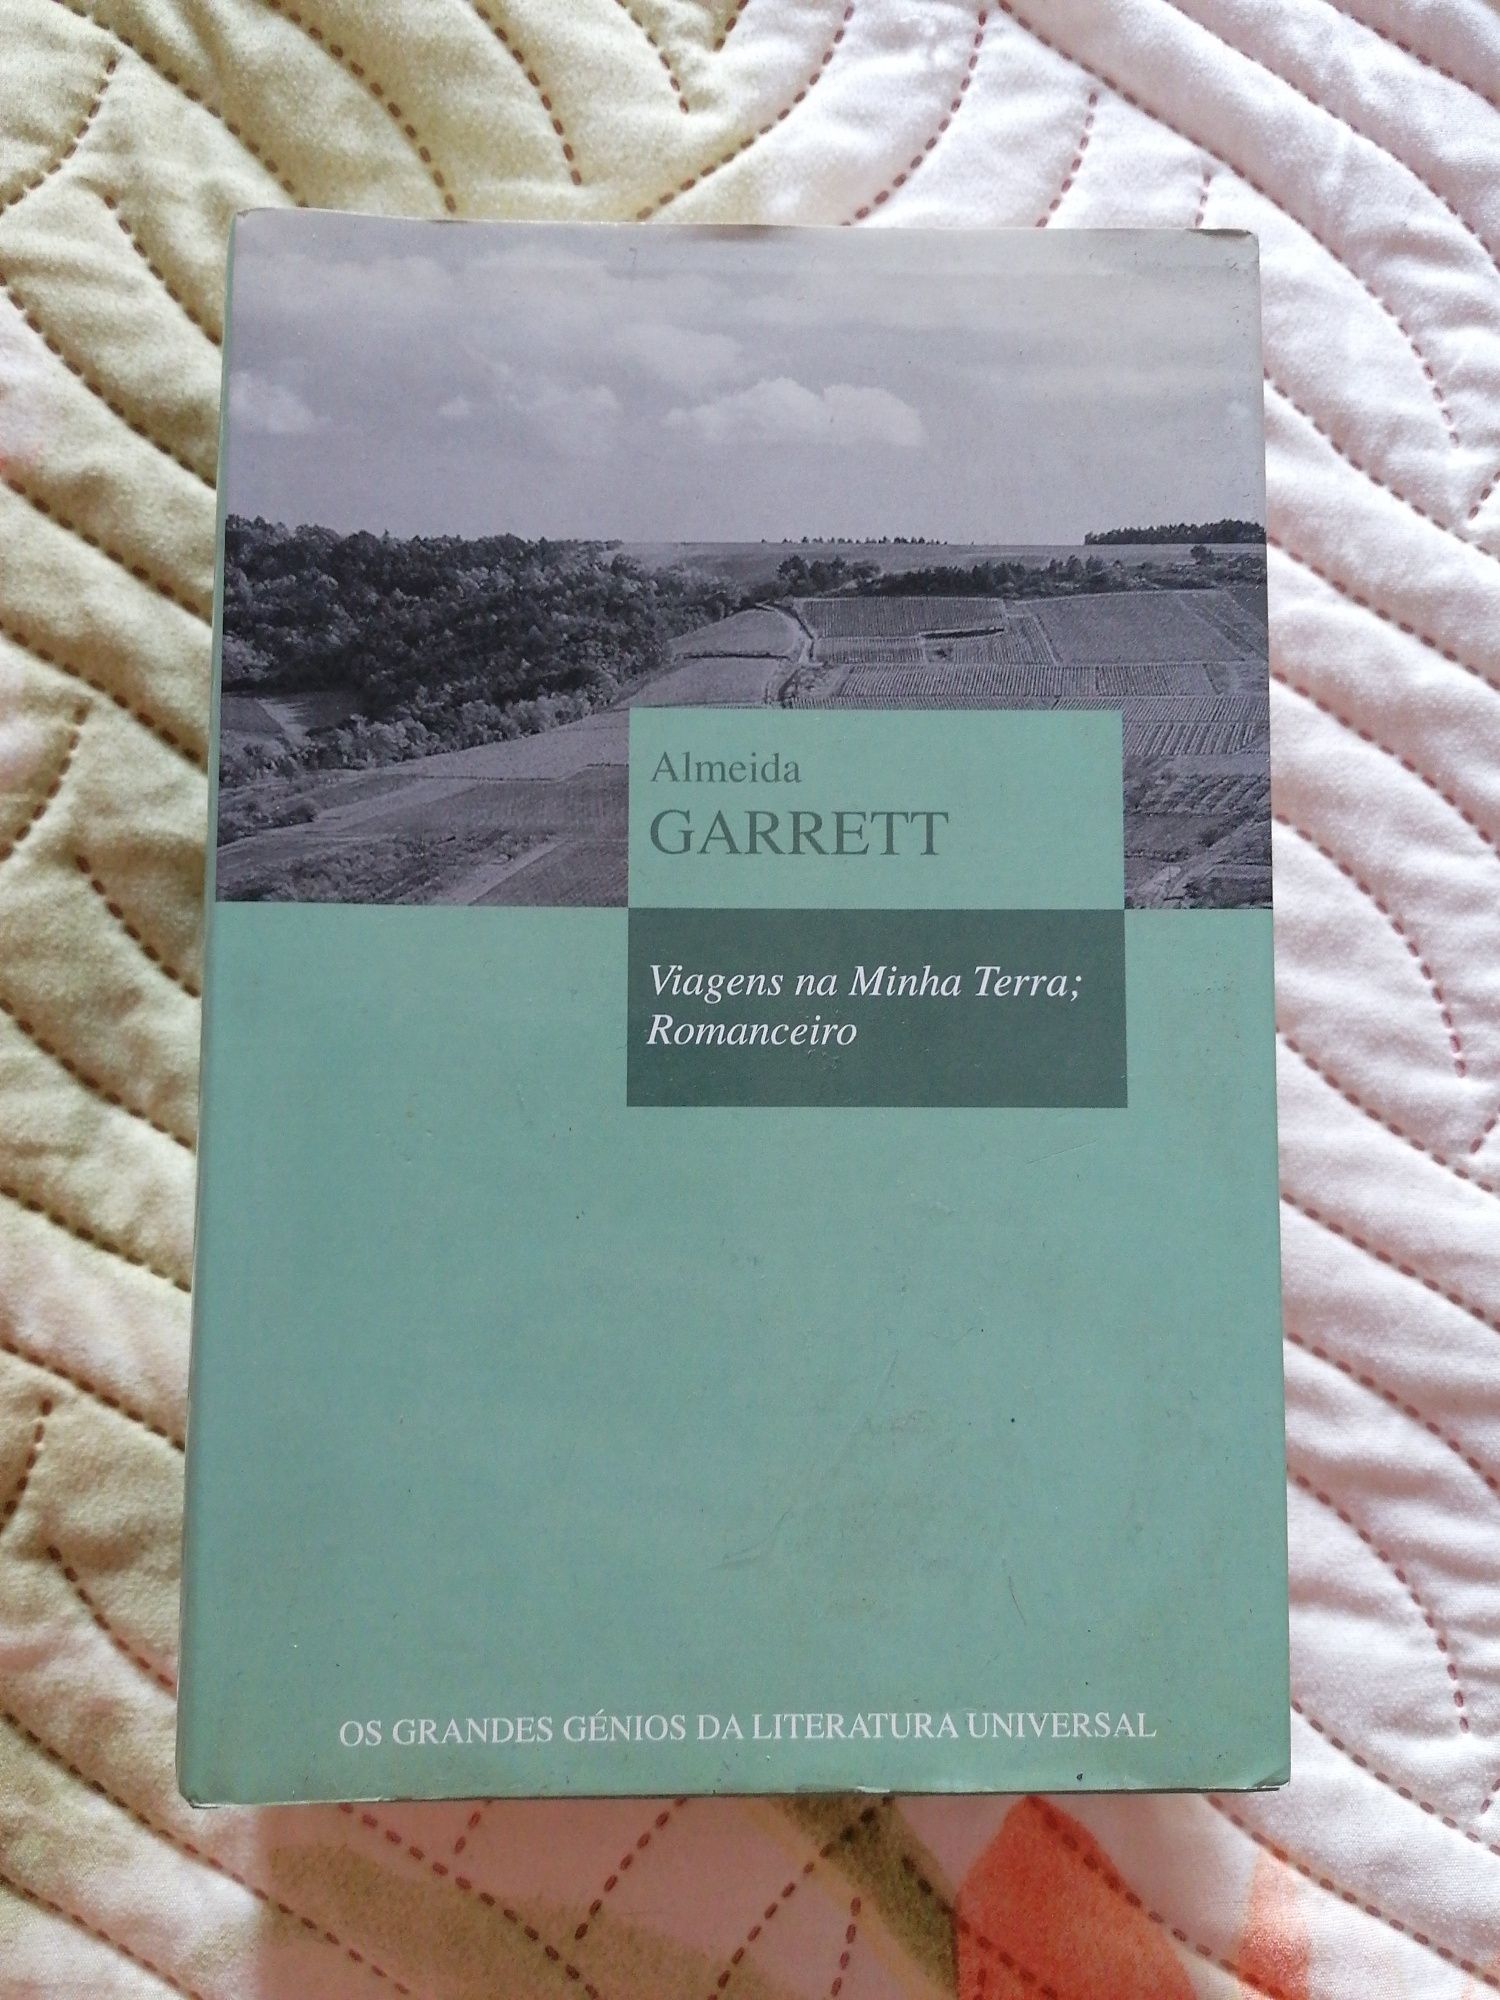 Almeida
GARRETT
Viagens na Minha Terra;
Romanceiro
OS GRANDES GÉNIOS DA LITERATURA UNIVERSAL